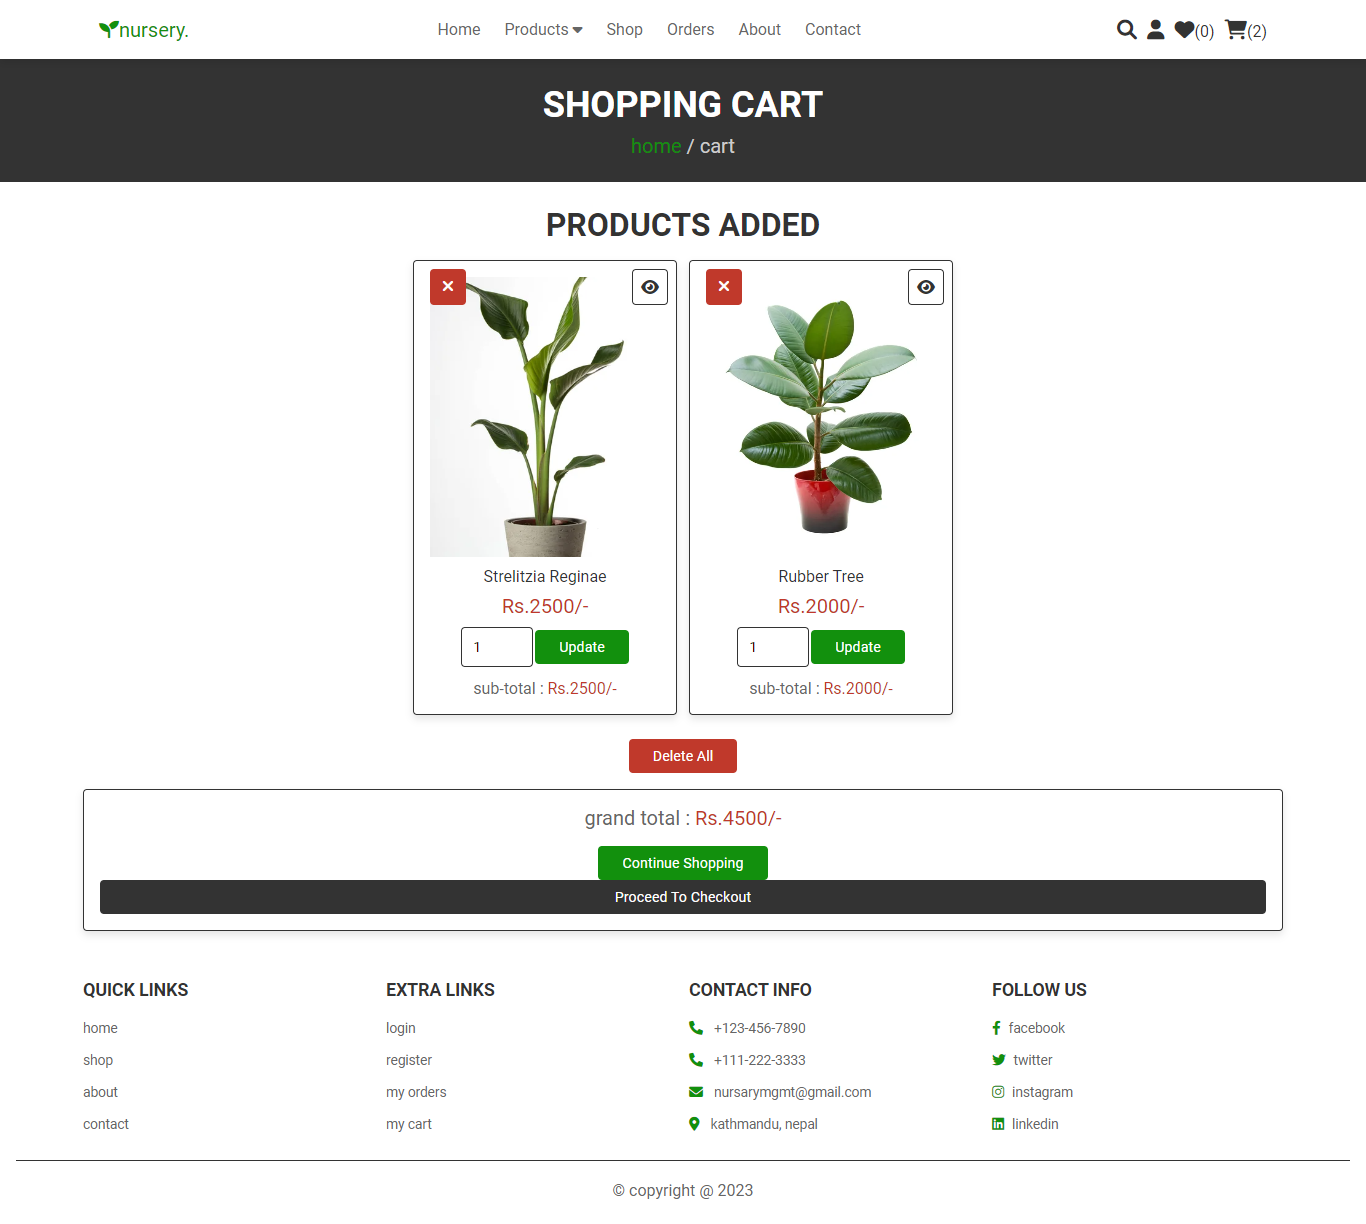 nursery.
Home Products Shop Orders About Contact
(0) (2)
SHOPPING CART
home / cart
PRODUCTS ADDED
Strelitzia Reginae
Rs.2500/-
1 Update
sub-total : Rs.2500/-
Rubber Tree
Rs.2000/-
1 Update
sub-total : Rs.2000/-
Delete All
grand total : Rs.4500/-
Continue Shopping
Proceed To Checkout
QUICK LINKS
home
shop
about
contact
EXTRA LINKS
login
register
my orders
my cart
CONTACT INFO
+123-456-7890
+111-222-3333
nursarymgmt@gmail.com
kathmandu, nepal
FOLLOW US
facebook
twitter
instagram
linkedin
© copyright @ 2023